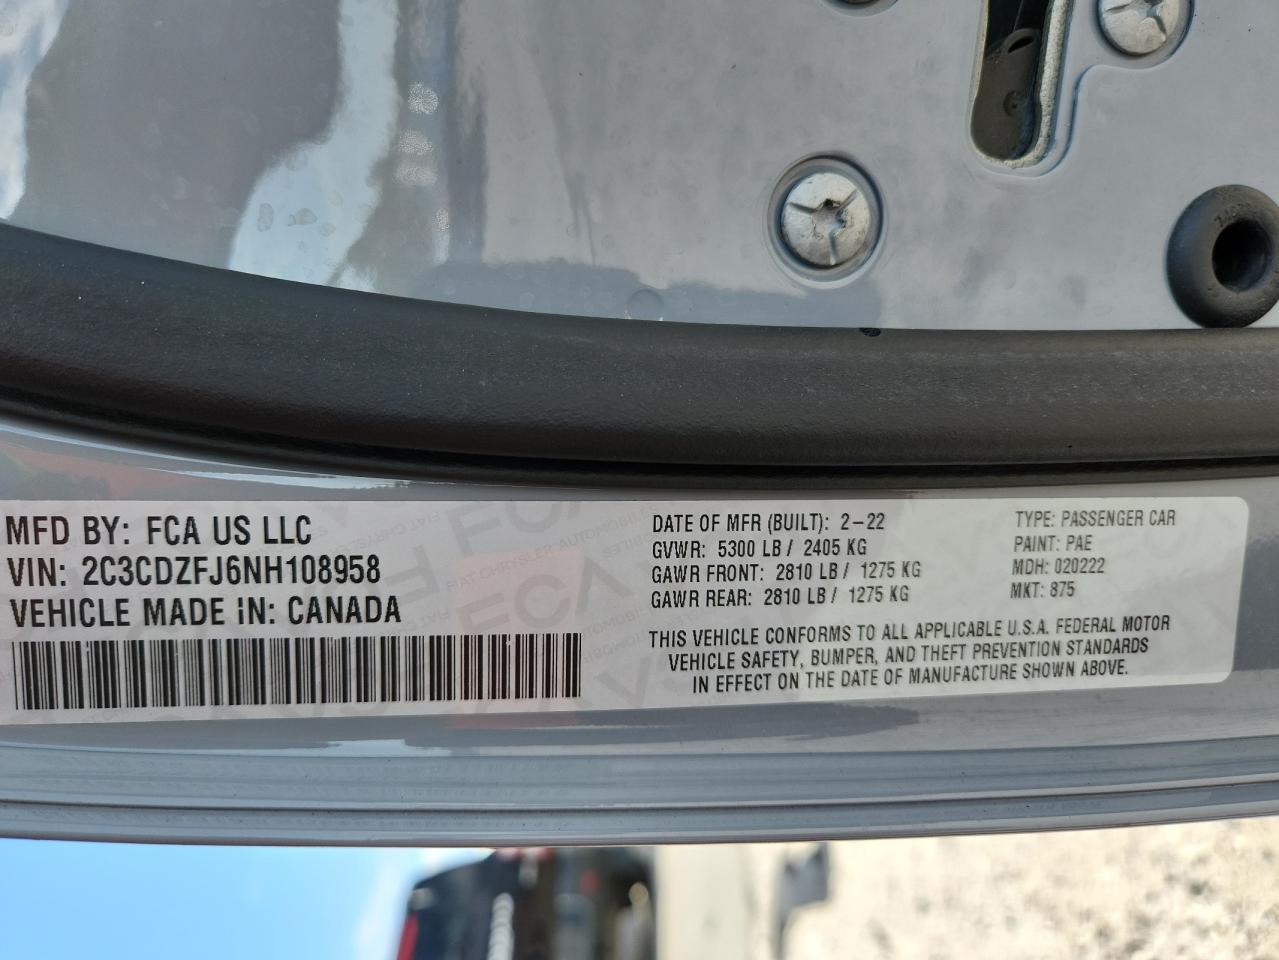 MFD BY: FCA US LLC
VIN: 2C3CDZFJ6NH108958
VEHICLE MADE IN: CANADA
DATE OF MFR (BUILT): 2-22
GVWR: 5300 LB / 2405 KG
GAWR FRONT: 2810 LB / 1275 KG
GAWR REAR: 2810 LB / 1275 KG
TYPE: PASSENGER CAR
PAINT: PAE
MDH: 020222
MKT: 875
THIS VEHICLE CONFORMS TO ALL APPLICABLE U.S.A. FEDERAL MOTOR
VEHICLE SAFETY, BUMPER, AND THEFT PREVENTION STANDARDS
IN EFFECT ON THE DATE OF MANUFACTURE SHOWN ABOVE.